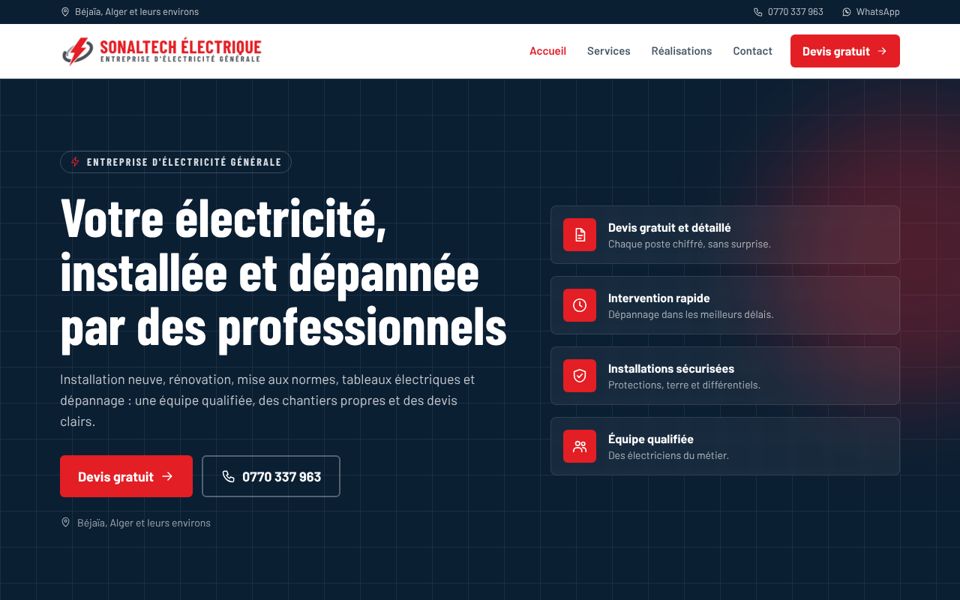 Béjaïa, Alger et leurs environs
0770 337 963
WhatsApp
SONALTECH ÉLECTRIQUE
ENTREPRISE D'ÉLECTRICITÉ GÉNÉRALE
Accueil
Services
Réalisations
Contact
Devis gratuit →
ENTREPRISE D'ÉLECTRICITÉ GÉNÉRALE
Votre électricité,
installée et dépannée
par des professionnels
Installation neuve, rénovation, mise aux normes, tableaux électriques et
dépannage : une équipe qualifiée, des chantiers propres et des devis
clairs.
Devis gratuit →
0770 337 963
Béjaïa, Alger et leurs environs
Devis gratuit et détaillé
Chaque poste chiffré, sans surprise.
Intervention rapide
Dépannage dans les meilleurs délais.
Installations sécurisées
Protections, terre et différentiels.
Équipe qualifiée
Des électriciens du métier.